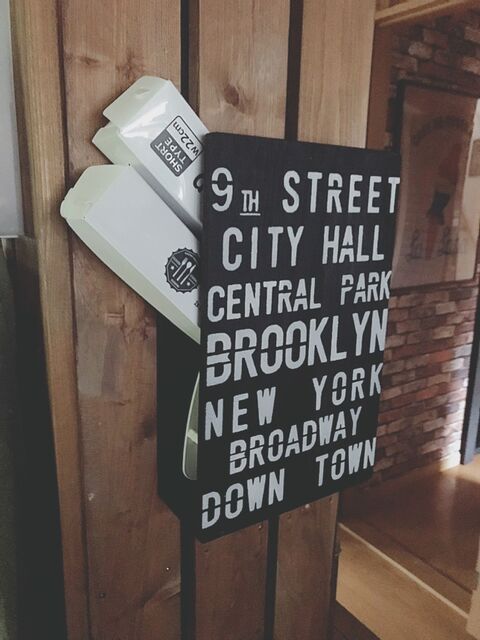 SHORT
TYPE
W22cm
9TH STREET
CITY HALL
CENTRAL PARK
BROOKLYN
NEW YORK
BROADWAY
DOWN TOWN